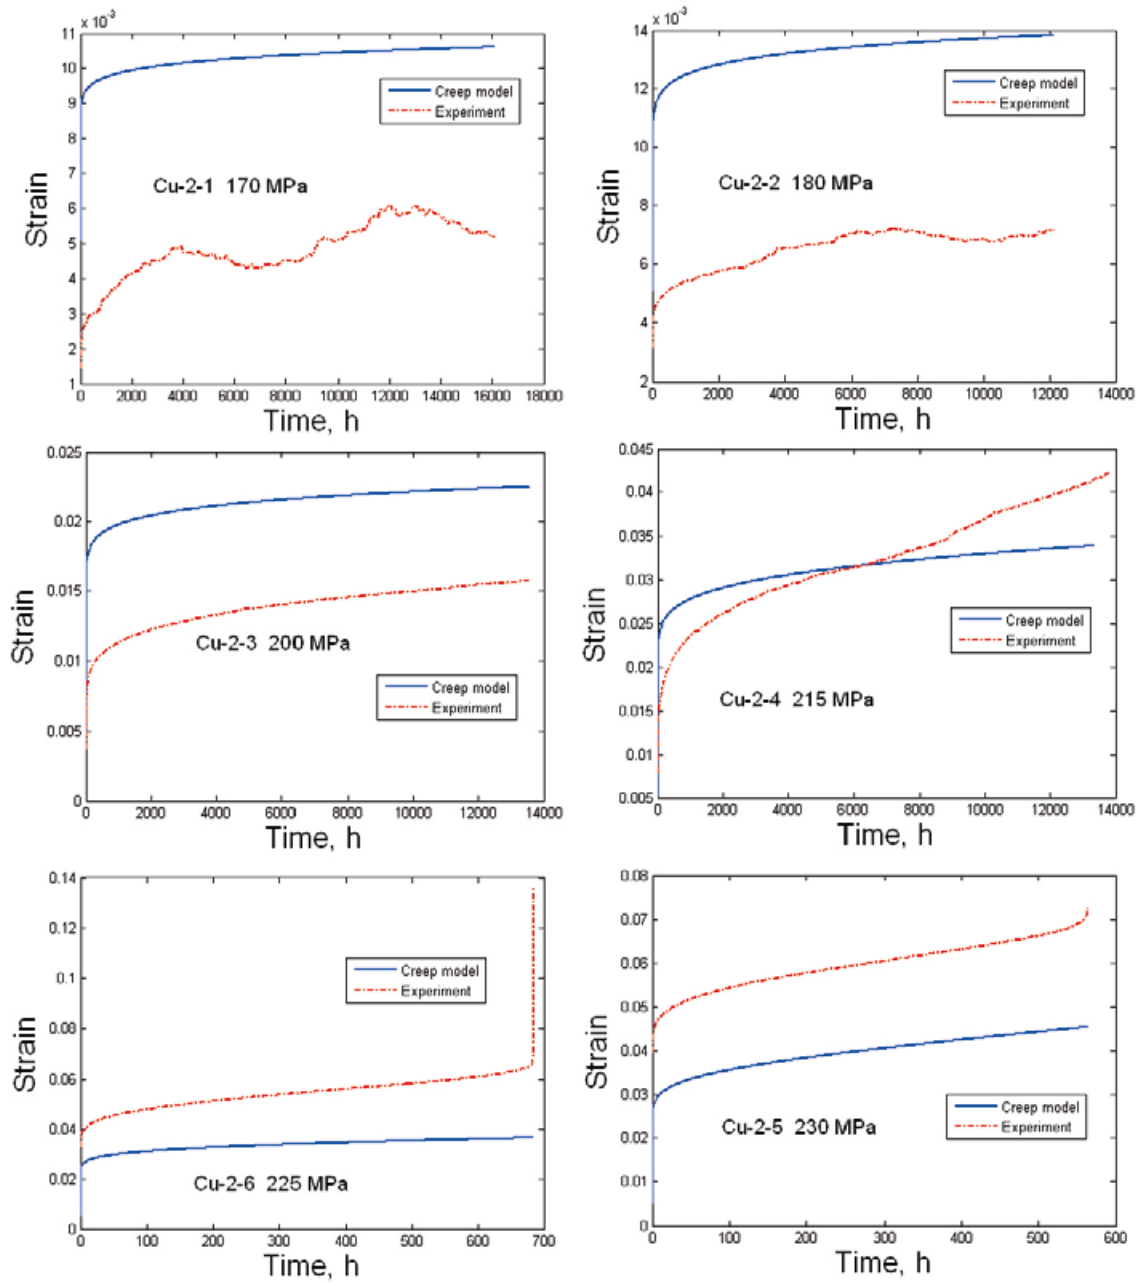 x 10⁻³
11
10
9
8
7
6
5
4
3
2
1
Strain
Creep model
Experiment
Cu-2-1 170 MPa
0 2000 4000 6000 8000 10000 12000 14000 16000 18000
Time, h
x 10⁻³
14
12
10
8
6
4
2
Strain
Creep model
Experiment
Cu-2-2 180 MPa
0 2000 4000 6000 8000 10000 12000 14000
Time, h
0.025
0.02
0.015
0.01
0.005
0
Strain
Cu-2-3 200 MPa
Creep model
Experiment
0 2000 4000 6000 8000 10000 12000 14000
Time, h
0.045
0.04
0.035
0.03
0.025
0.02
0.015
0.01
0.005
Strain
Creep model
Experiment
Cu-2-4 215 MPa
0 2000 4000 6000 8000 10000 12000 14000
Time, h
0.14
0.12
0.1
0.08
0.06
0.04
0.02
0
Strain
Creep model
Experiment
Cu-2-6 225 MPa
0 100 200 300 400 500 600 700
Time, h
0.08
0.07
0.06
0.05
0.04
0.03
0.02
0.01
0
Strain
Creep model
Experiment
Cu-2-5 230 MPa
0 100 200 300 400 500 600
Time, h